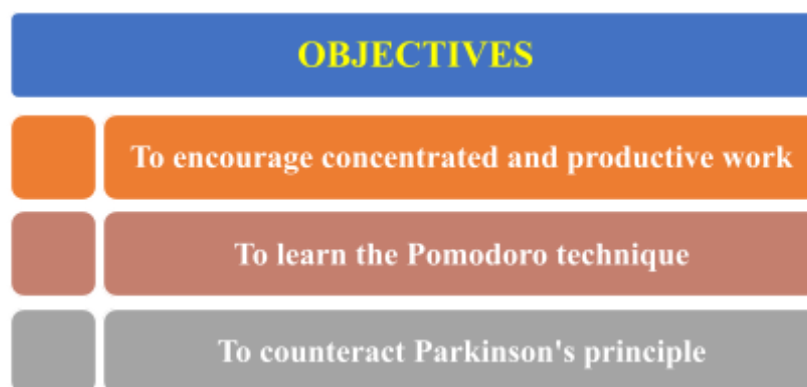 OBJECTIVES
To encourage concentrated and productive work
To learn the Pomodoro technique
To counteract Parkinson's principle